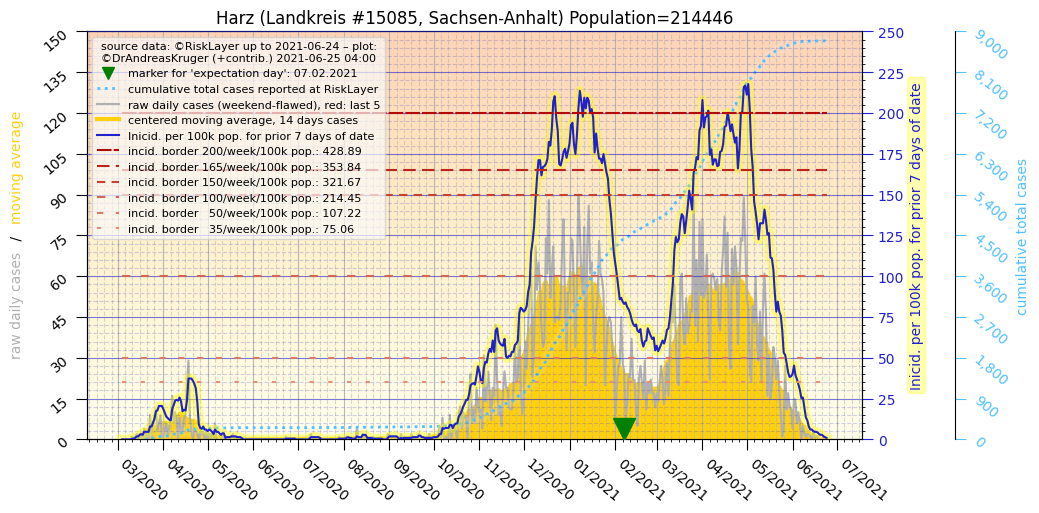 Harz (Landkreis #15085, Sachsen-Anhalt) Population=214446
source data: ©RiskLayer up to 2021-06-24 – plot:
©DrAndreasKruger (+contrib.) 2021-06-25 04:00
marker for 'expectation day': 07.02.2021
cumulative total cases reported at RiskLayer
raw daily cases (weekend-flawed), red: last 5
centered moving average, 14 days cases
Inicid. per 100k pop. for prior 7 days of date
incid. border 200/week/100k pop.: 428.89
incid. border 165/week/100k pop.: 353.84
incid. border 150/week/100k pop.: 321.67
incid. border 100/week/100k pop.: 214.45
incid. border   50/week/100k pop.: 107.22
incid. border   35/week/100k pop.: 75.06
raw daily cases  /  moving average
150
135
120
105
90
75
60
45
30
15
0
250
225
200
175
150
125
100
75
50
25
0
Inicid. per 100k pop. for prior 7 days of date
9,000
8,100
7,200
6,300
5,400
4,500
3,600
2,700
1,800
900
0
cumulative total cases
03/2020
04/2020
05/2020
06/2020
07/2020
08/2020
09/2020
10/2020
11/2020
12/2020
01/2021
02/2021
03/2021
04/2021
05/2021
06/2021
07/2021